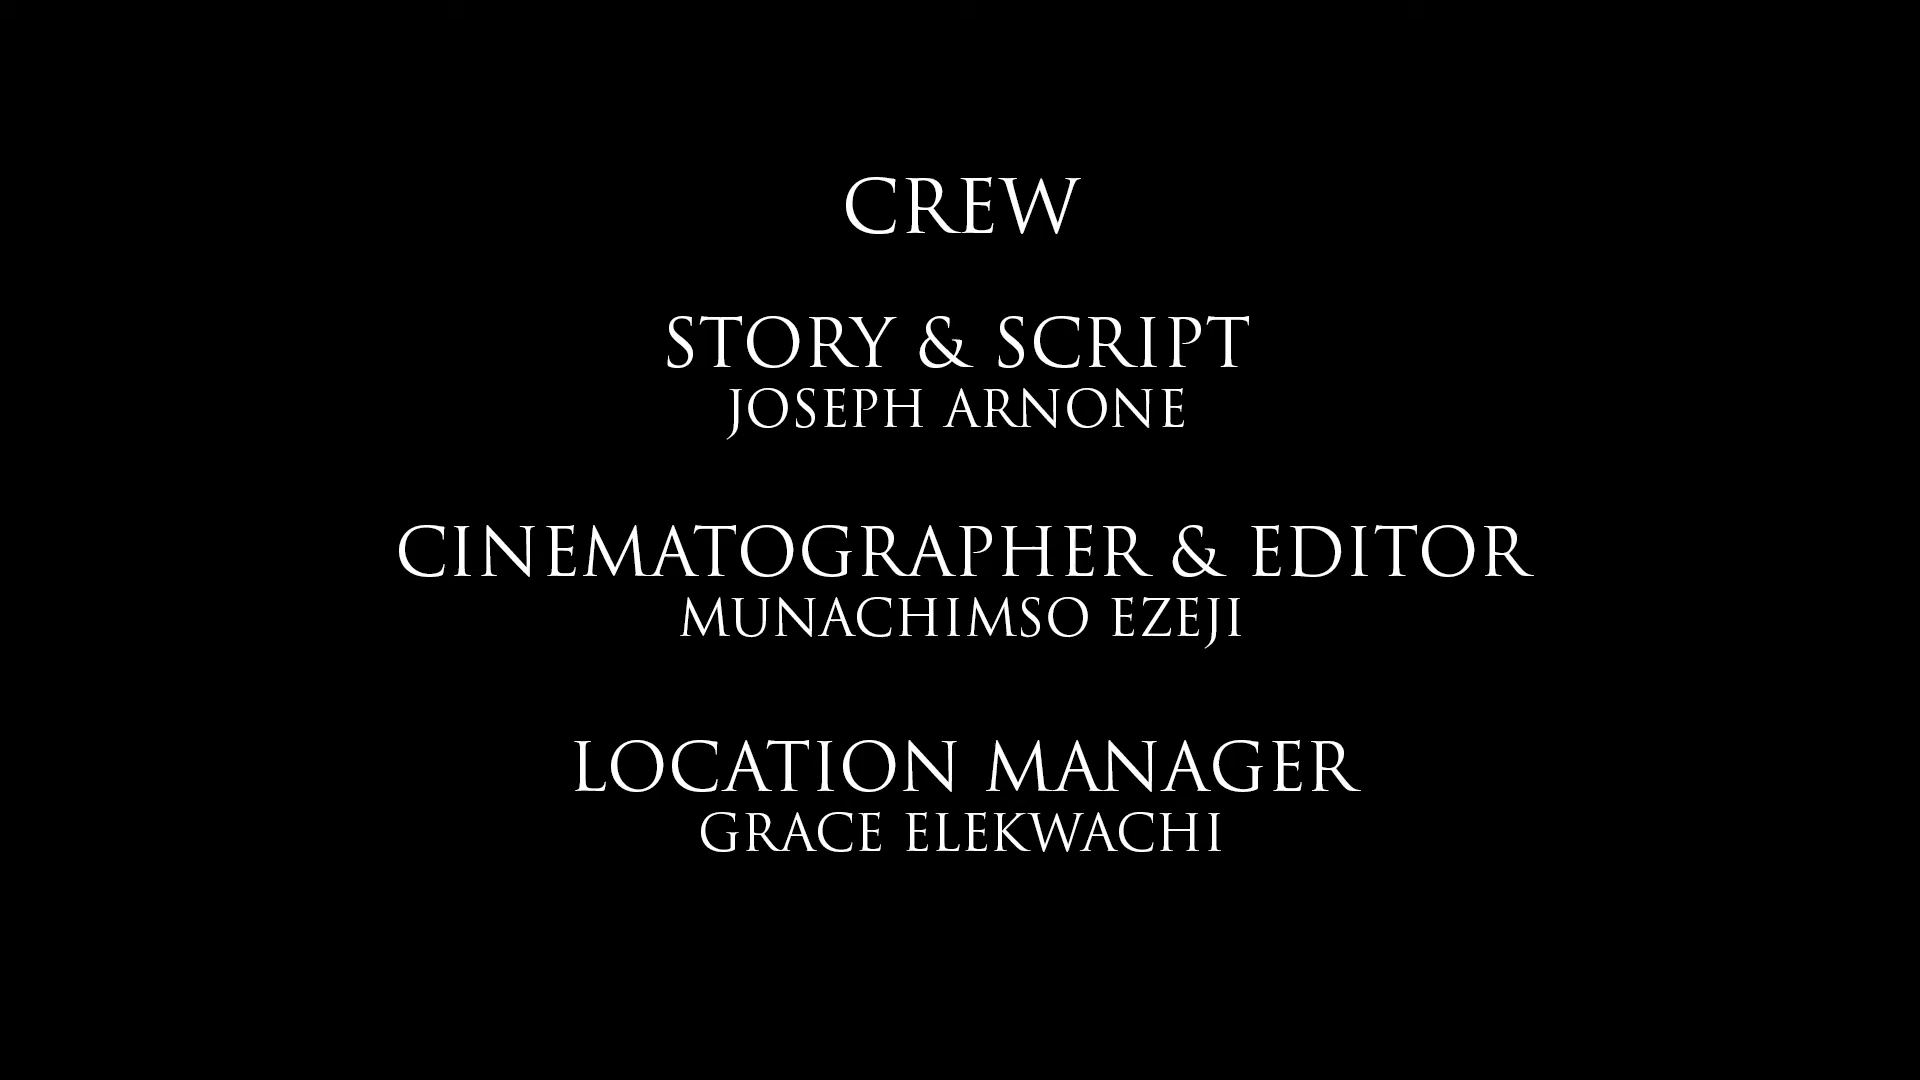 CREW
STORY & SCRIPT
JOSEPH ARNONE
CINEMATOGRAPHER & EDITOR
MUNACHIMSO EZEJI
LOCATION MANAGER
GRACE ELEKWACHI